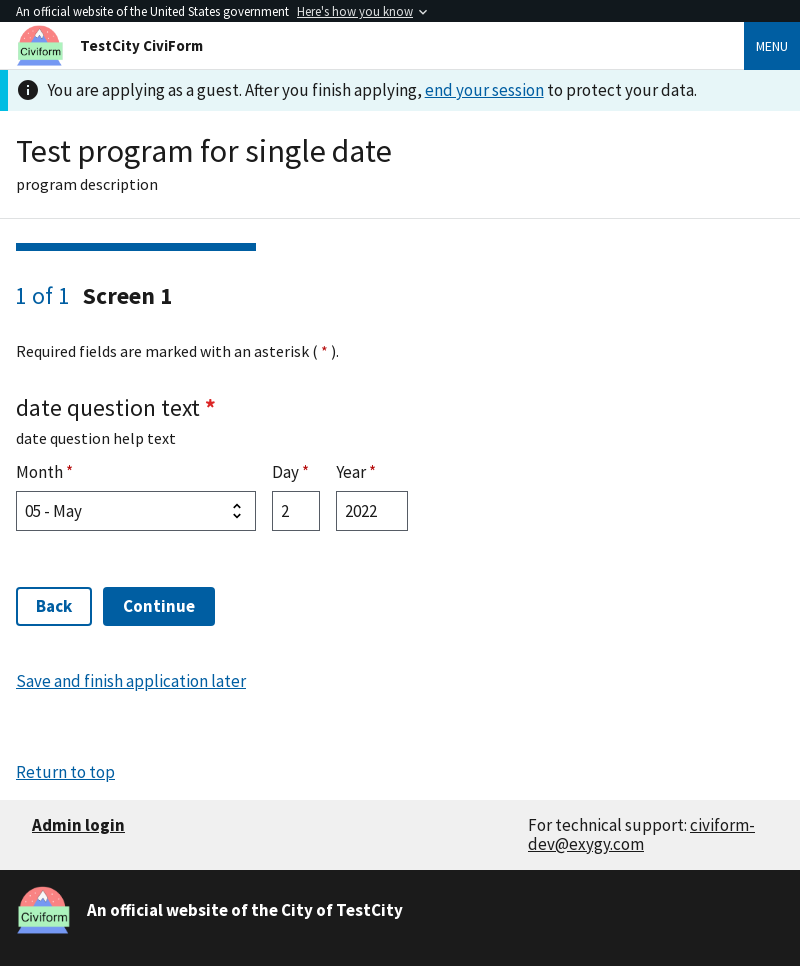 An official website of the United States government Here's how you know
Civiform
TestCity CiviForm
MENU
You are applying as a guest. After you finish applying, end your session to protect your data.
Test program for single date
program description
1 of 1 Screen 1
Required fields are marked with an asterisk ( * ).
date question text *
date question help text
Month * Day * Year *
05 - May 2 2022
Back Continue
Save and finish application later
Return to top
Admin login
For technical support: civiform-
dev@exygy.com
Civiform
An official website of the City of TestCity